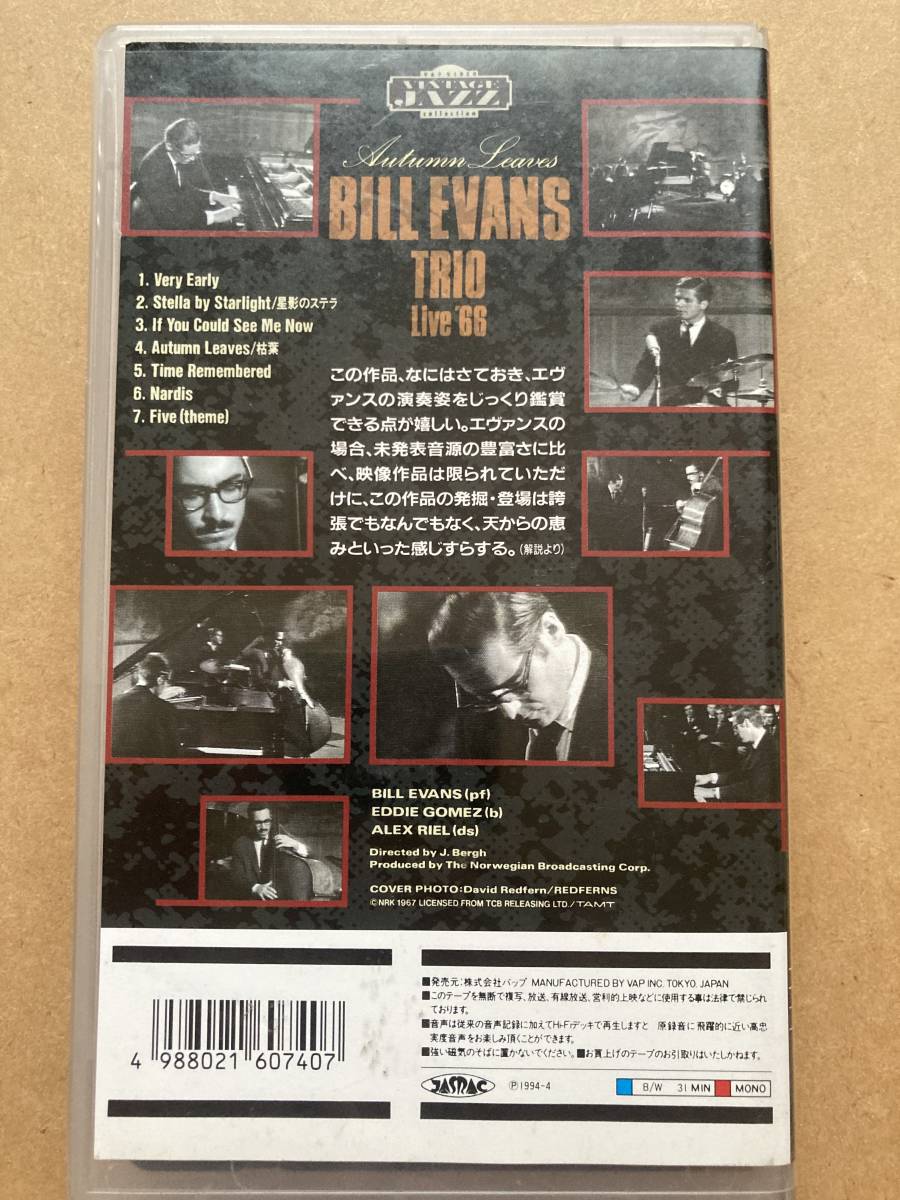 VAP VIDEO
VINTAGE
JAZZ
collection
Autumn Leaves
BILL EVANS
TRIO
Live '66
1. Very Early
2. Stella by Starlight/星影のステラ
3. If You Could See Me Now
4. Autumn Leaves/枯葉
5. Time Remembered
6. Nardis
7. Five (theme)
この作品、なにはさておき、エヴ
ァンスの演奏姿をじっくり鑑賞
できる点が嬉しい。エヴァンスの
場合、未発表音源の豊富さに比
べ、映像作品は限られていただ
けに、この作品の発掘・登場は誇
張でもなんでもなく、天からの恵
みといった感じすらする。(解説より)
BILL EVANS (pf)
EDDIE GOMEZ (b)
ALEX RIEL (ds)
Directed by J. Bergh
Produced by The Norwegian Broadcasting Corp.
COVER PHOTO:David Redfern/REDFERNS
©NRK 1967 LICENSED FROM TCB RELEASING LTD./TAMT
■発売元:株式会社バップ MANUFACTURED BY VAP INC. TOKYO. JAPAN
■このテープを無断で複写、放送、有線放送、営利的上映などに使用する事は法律で禁じられ
ております。
■音声は従来の音声記録に加えてHi-Fiデッキで再生しますと 原録音に飛躍的に近い高忠
実度音声をお楽しみ頂くことができます。
■強い磁気のそばに置かないでください。■お買上げのテープのお引取りはいたしかねます。
4 988021 607407
JASRAC
Ⓟ1994-4
B/W 31 MIN MONO